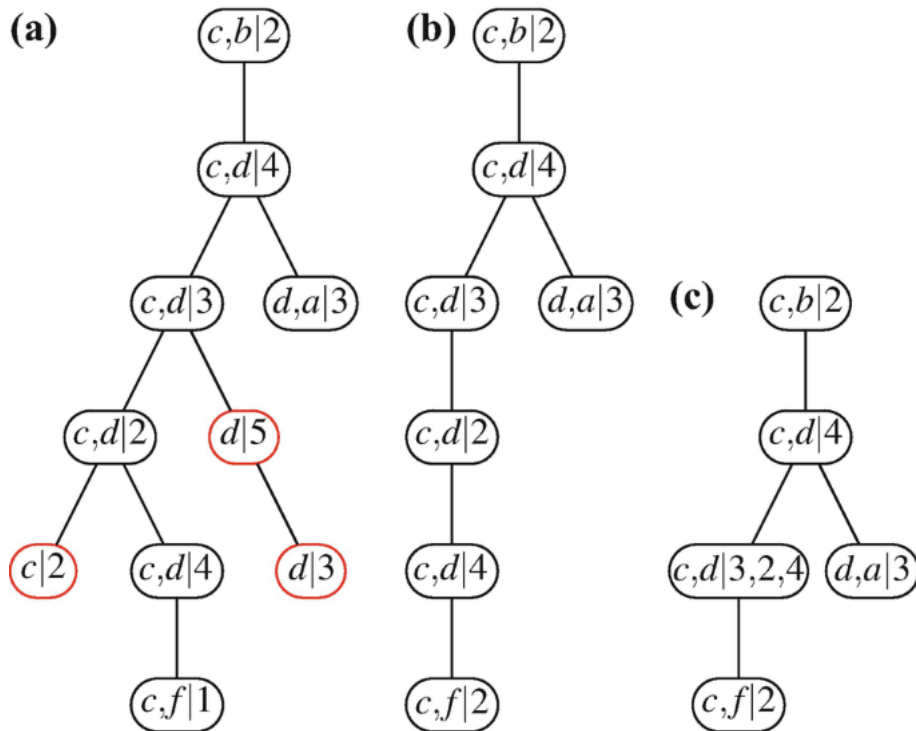 (a)
c,b|2
c,d|4
c,d|3
d,a|3
c,d|2
d|5
c|2
c,d|4
d|3
c,f|1
(b)
c,b|2
c,d|4
c,d|3
d,a|3
c,d|2
c,d|4
c,f|2
(c)
c,b|2
c,d|4
c,d|3,2,4
d,a|3
c,f|2